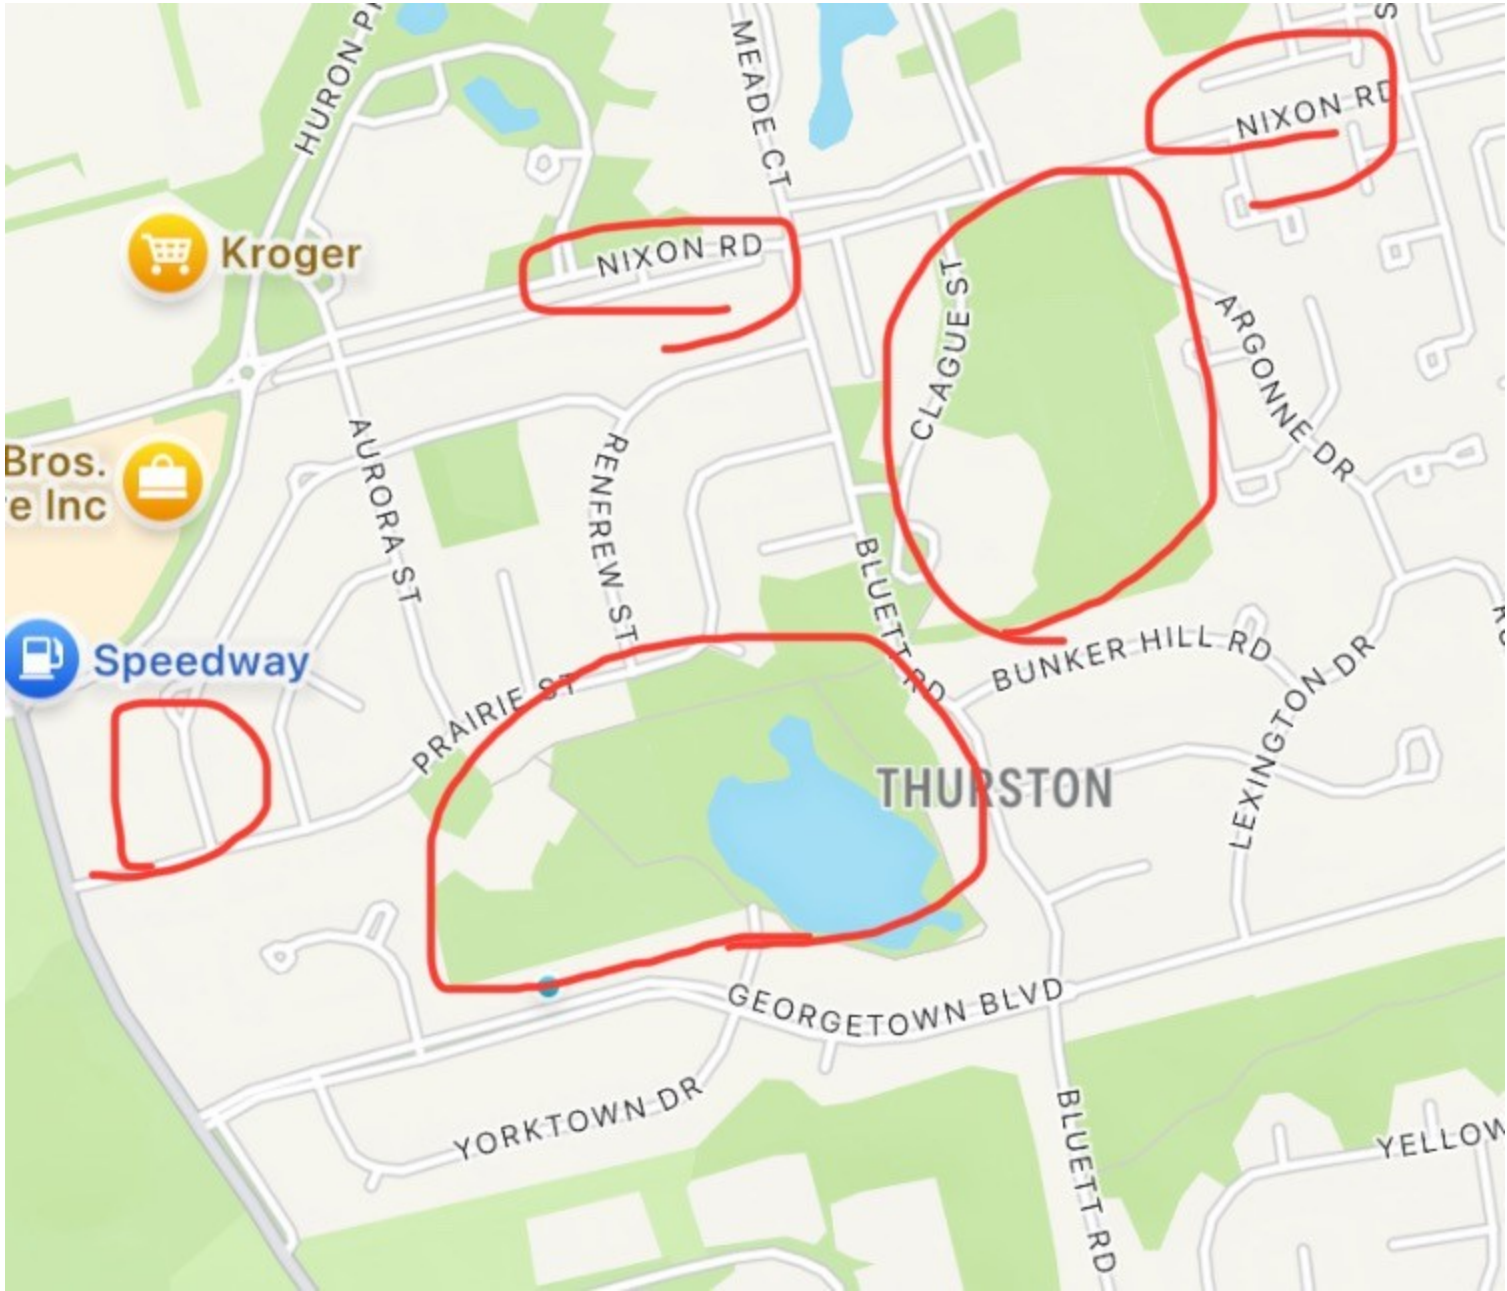 HURON P
MEADE CT
S
NIXON RD
Kroger
NIXON RD
CLAGUE ST
ARGONNE DR
Bros.
e Inc
AURORA ST
RENFREW ST
BLUETT RD
Speedway
PRAIRIE ST
BUNKER HILL RD
LEXINGTON DR
THURSTON
GEORGETOWN BLVD
YORKTOWN DR
BLUETT RD
YELLOW